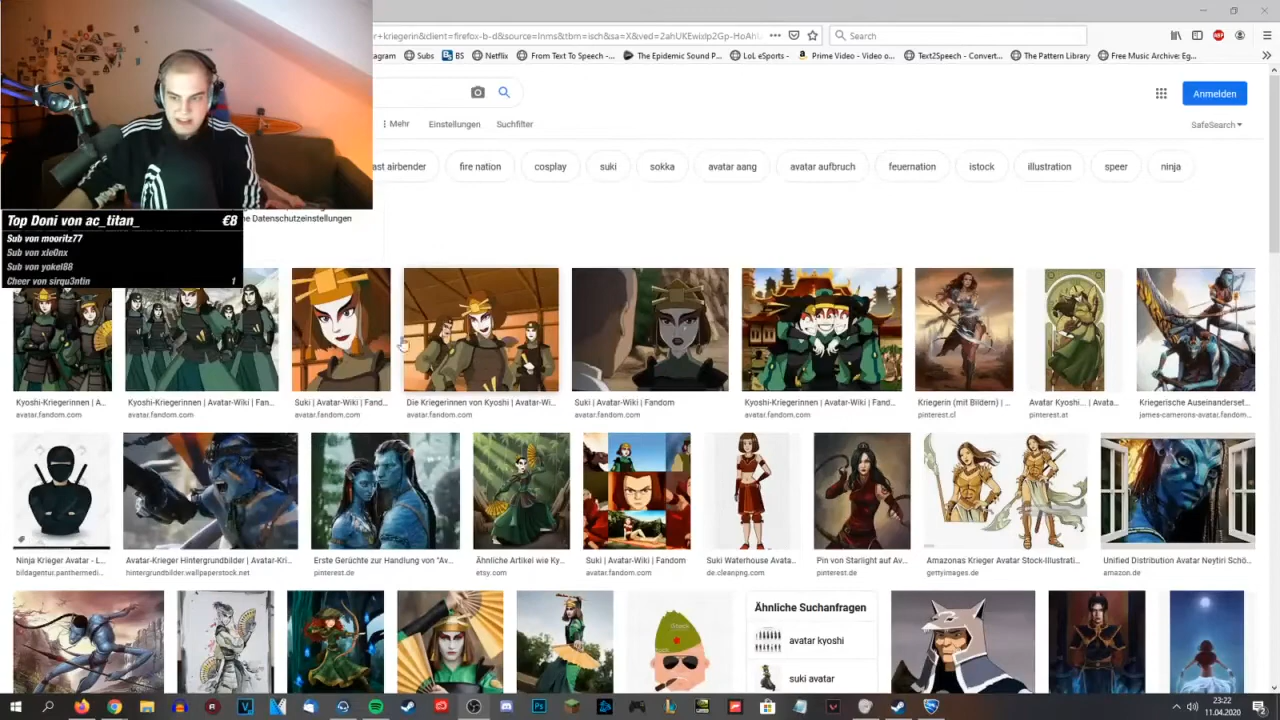 r+kriegerin&client=firefox-b-d&source=lnms&tbm=isch&sa=X&ved=2ahUKEwixlp2Gp-HoAhl
Search
agram
Subs
BS
Netflix
From Text To Speech -...
The Epidemic Sound P...
LoL eSports -
Prime Video - Video o...
Text2Speech - Convert...
The Pattern Library
Free Music Archive: Eg...
Anmelden
Mehr
Einstellungen
Suchfilter
SafeSearch
ast airbender
fire nation
cosplay
suki
sokka
avatar aang
avatar aufbruch
feuernation
istock
illustration
speer
ninja
Top Doni von ac_titan_ €8
ne Datenschutzeinstellungen
Sub von mooritz77
Sub von xle0nx
Sub von yokel88
Cheer von sirqu3ntin 1
Kyoshi-Kriegerinnen | A...
avatar.fandom.com
Kyoshi-Kriegerinnen | Avatar-Wiki | Fan...
avatar.fandom.com
Suki | Avatar-Wiki | Fand...
avatar.fandom.com
Die Kriegerinnen von Kyoshi | Avatar-Wi...
avatar.fandom.com
Suki | Avatar-Wiki | Fandom
avatar.fandom.com
Kyoshi-Kriegerinnen | Avatar-Wiki | Fand...
avatar.fandom.com
Kriegerin (mit Bildern) | ...
pinterest.cl
Avatar Kyoshi... | Avata...
pinterest.at
Kriegerische Auseinanderset...
james-camerons-avatar.fandom...
Ninja Krieger Avatar - L...
bildagentur.panthermedi...
Avatar-Krieger Hintergrundbilder | Avatar-Kri...
hintergrundbilder.wallpaperstock.net
Erste Gerüchte zur Handlung von "Av...
pinterest.de
Ähnliche Artikel wie Ky...
etsy.com
Suki | Avatar-Wiki | Fandom
avatar.fandom.com
Suki Waterhouse Avata...
de.cleanpng.com
Pin von Starlight auf Av...
pinterest.de
Amazonas Krieger Avatar Stock-Illustrati...
gettyimages.de
Unified Distribution Avatar Neytiri Schö...
amazon.de
Ähnliche Suchanfragen
avatar kyoshi
suki avatar
23:22
11.04.2020
2